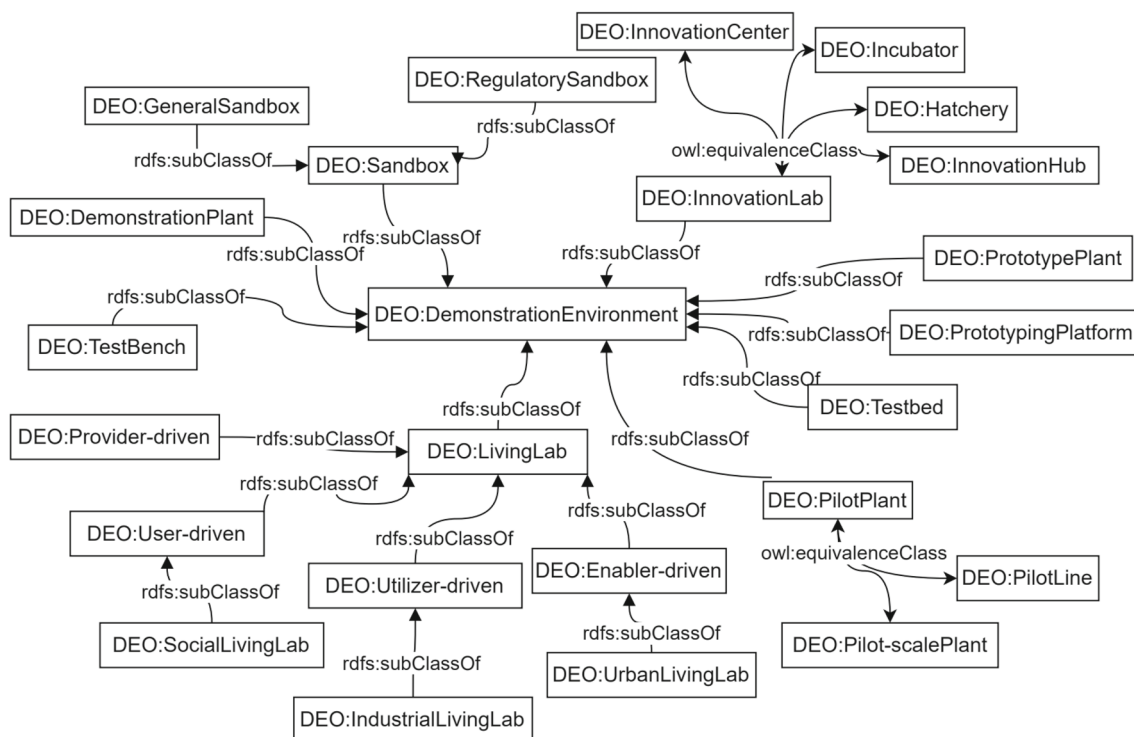 DEO:InnovationCenter
DEO:Incubator
DEO:RegulatorySandbox
DEO:GeneralSandbox
DEO:Hatchery
rdfs:subClassOf
rdfs:subClassOf
owl:equivalenceClass
DEO:Sandbox
DEO:InnovationHub
DEO:InnovationLab
DEO:DemonstrationPlant
rdfs:subClassOf
rdfs:subClassOf
rdfs:subClassOf
DEO:PrototypePlant
rdfs:subClassOf
rdfs:subClassOf
DEO:DemonstrationEnvironment
rdfs:subClassOf
DEO:PrototypingPlatform
DEO:TestBench
rdfs:subClassOf
DEO:Testbed
rdfs:subClassOf
DEO:Provider-driven
rdfs:subClassOf
rdfs:subClassOf
DEO:LivingLab
rdfs:subClassOf
rdfs:subClassOf
DEO:PilotPlant
DEO:User-driven
rdfs:subClassOf
owl:equivalenceClass
DEO:Utilizer-driven
DEO:Enabler-driven
DEO:PilotLine
rdfs:subClassOf
rdfs:subClassOf
DEO:SocialLivingLab
DEO:Pilot-scalePlant
rdfs:subClassOf
DEO:UrbanLivingLab
DEO:IndustrialLivingLab